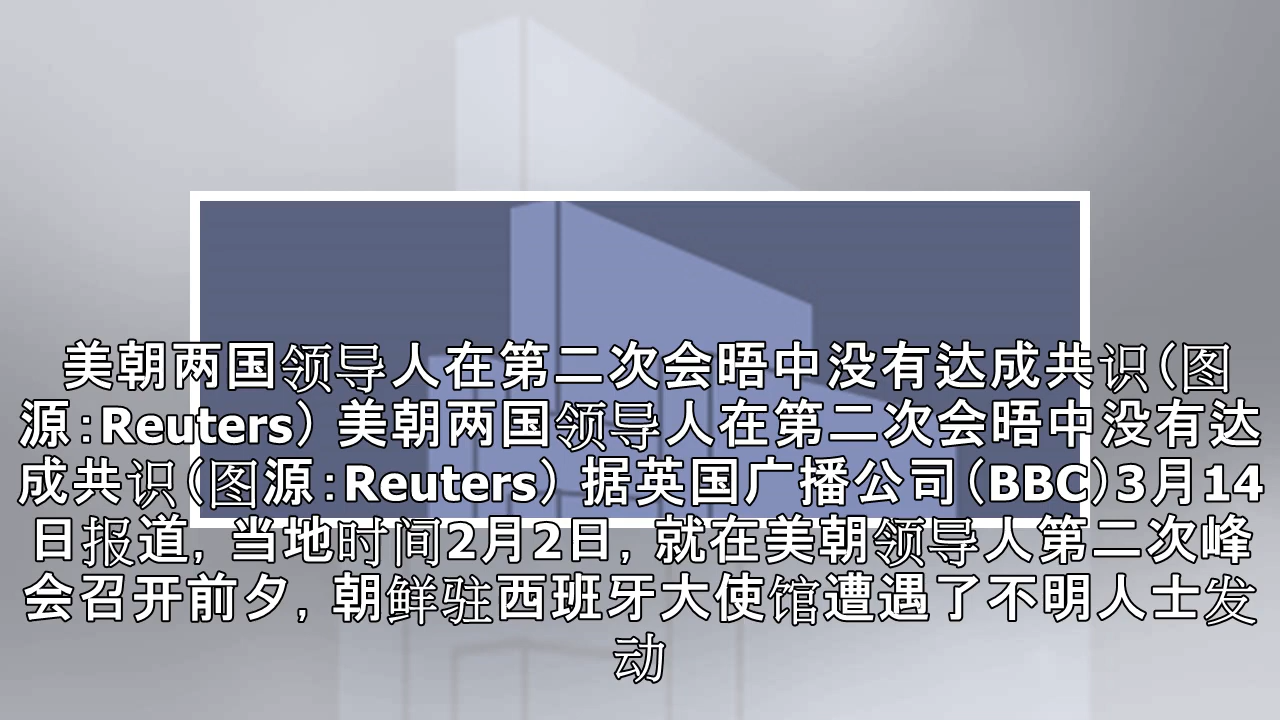 美朝两国领导人在第二次会晤中没有达成共识(图
源:Reuters) 美朝两国领导人在第二次会晤中没有达
成共识(图源:Reuters) 据英国广播公司(BBC)3月14
日报道, 当地时间2月2日, 就在美朝领导人第二次峰
会召开前夕, 朝鲜驻西班牙大使馆遭遇了不明人士发
动